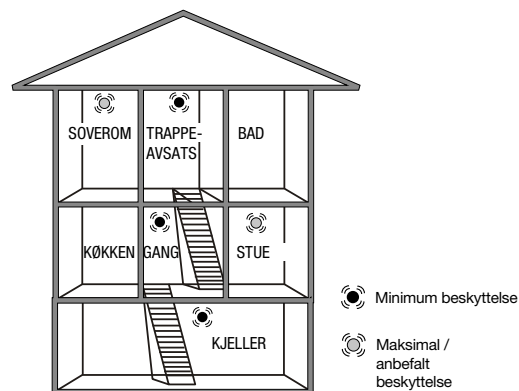 SOVEROM
TRAPPE-
AVSATS
BAD
KØKKEN
GANG
STUE
KJELLER
Minimum beskyttelse
Maksimal /
anbefalt
beskyttelse